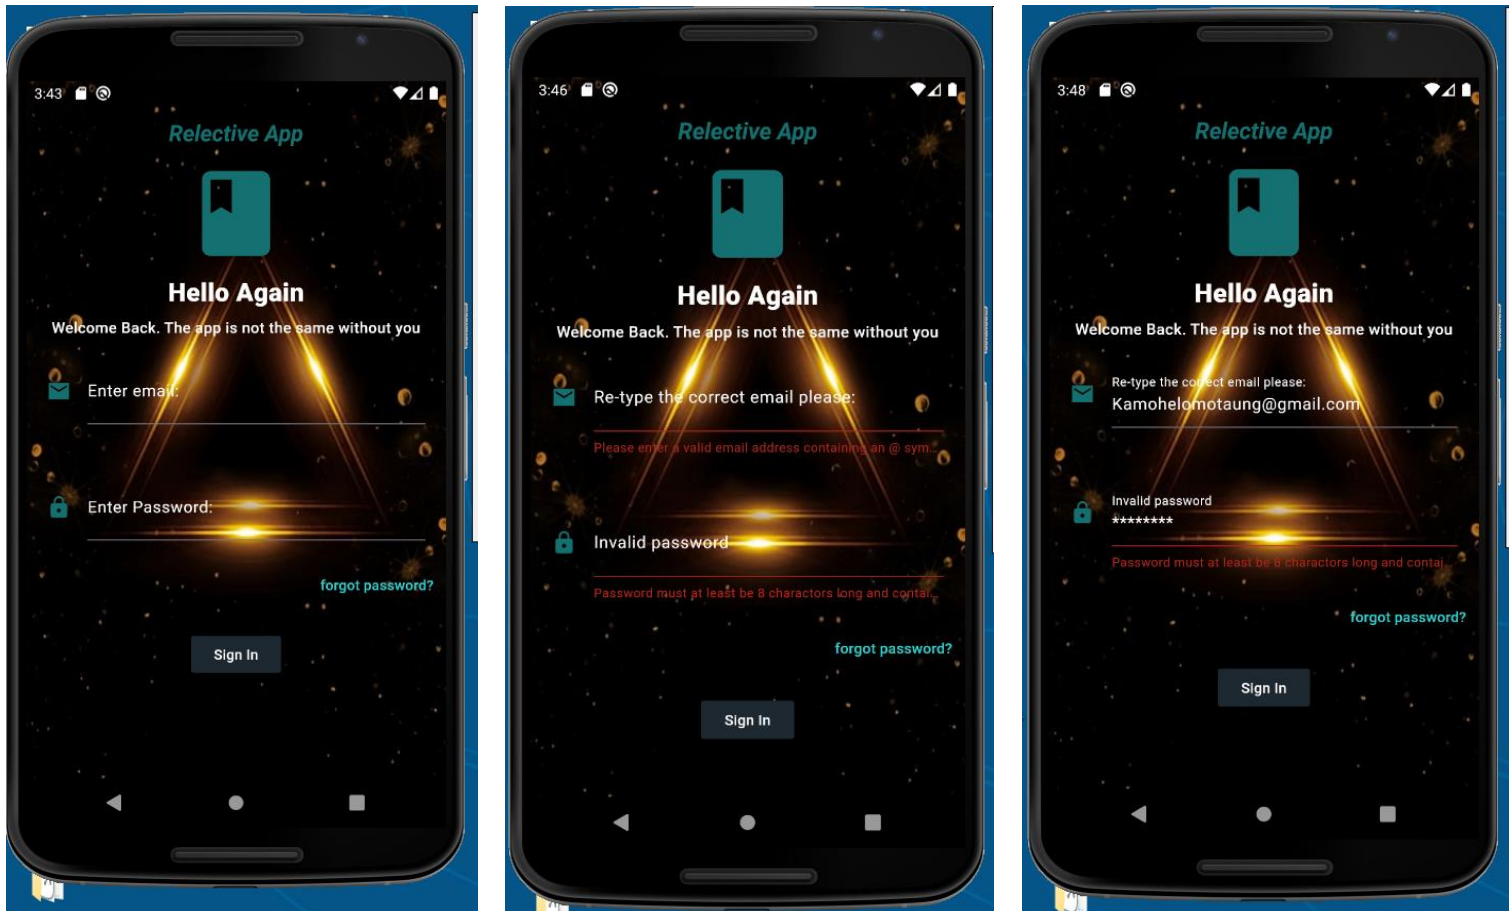 3:43
Relective App
Hello Again
Welcome Back. The app is not the same without you
Enter email:
Enter Password:
forgot password?
Sign In
3:46
Relective App
Hello Again
Welcome Back. The app is not the same without you
Re-type the correct email please:
Please enter a valid email address containing an @ sym...
Invalid password
Password must at least be 8 charactors long and contai...
forgot password?
Sign In
3:48
Relective App
Hello Again
Welcome Back. The app is not the same without you
Re-type the correct email please:
Kamohelomotaung@gmail.com
Invalid password
********
Password must at least be 8 charactors long and contai...
forgot password?
Sign In